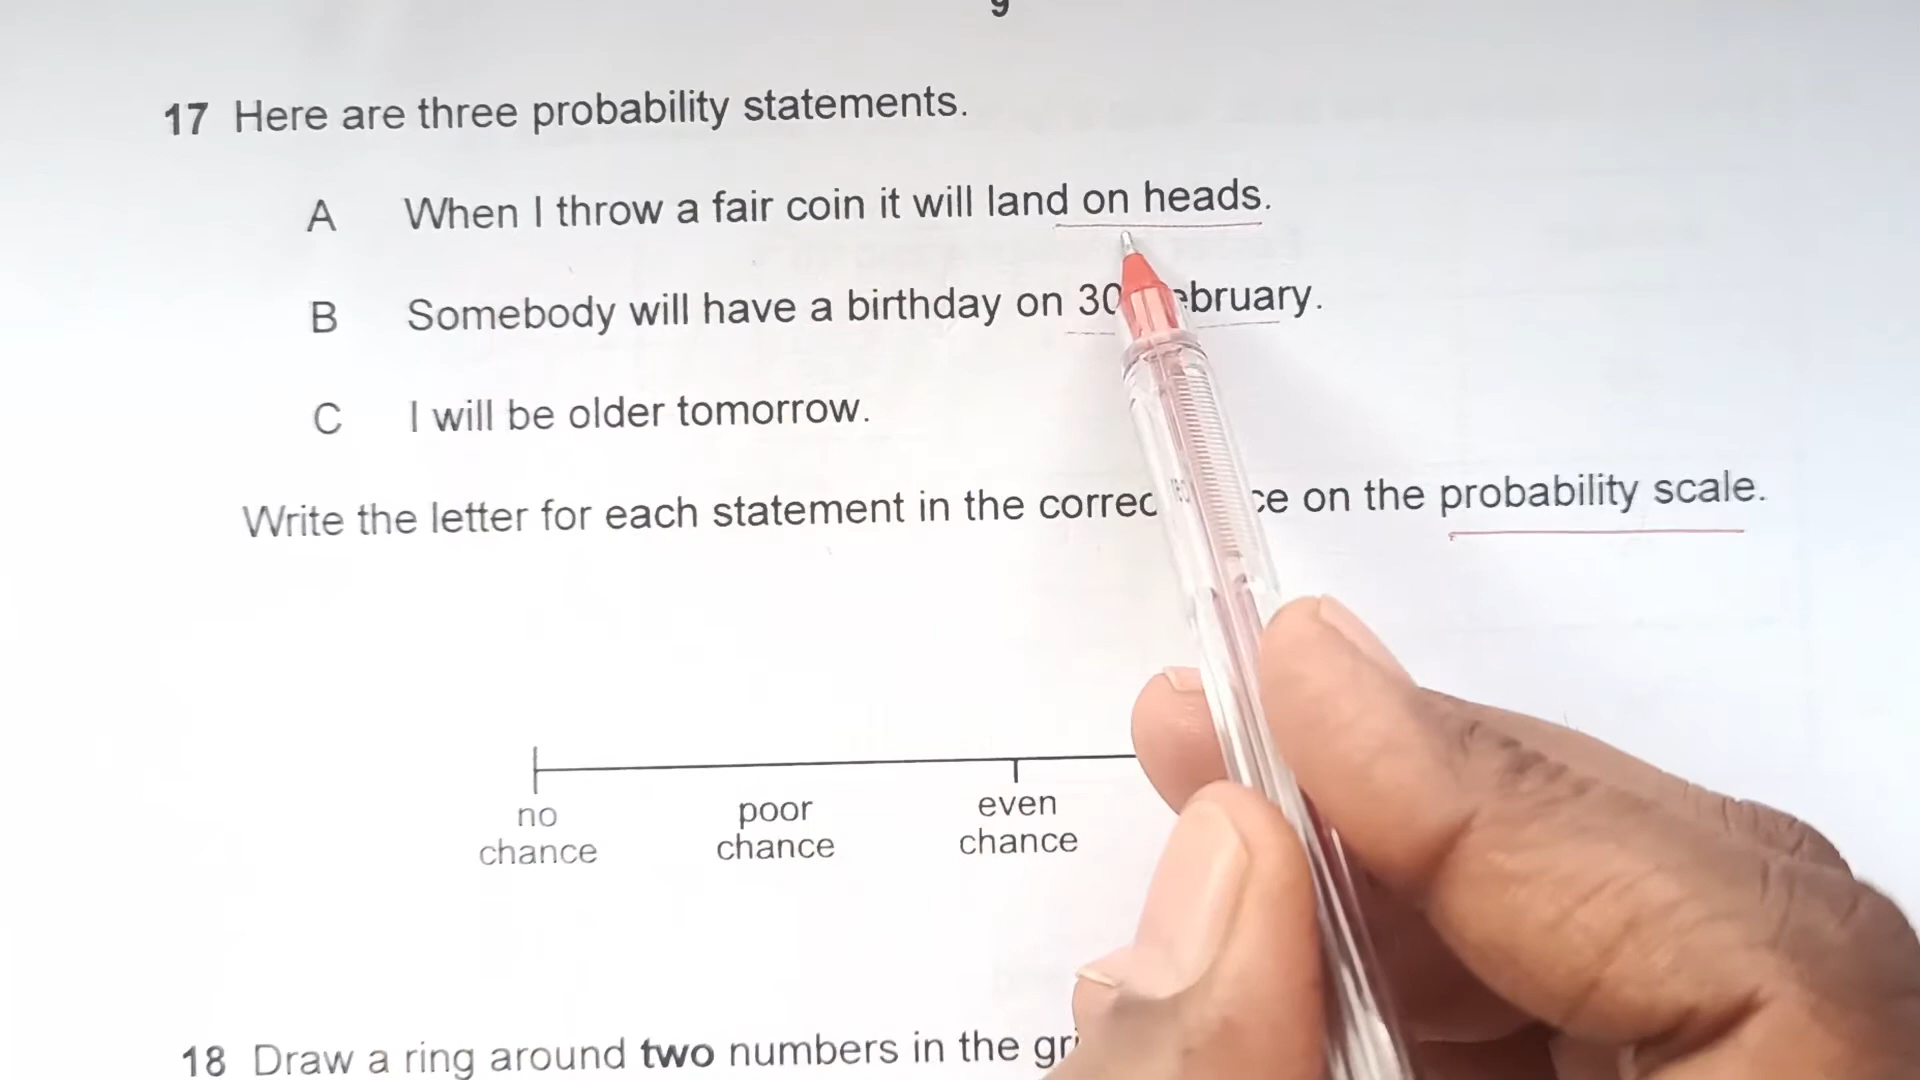 17 Here are three probability statements.
A When I throw a fair coin it will land on heads.
B Somebody will have a birthday on 30 February.
C I will be older tomorrow.
Write the letter for each statement in the correc ce on the probability scale.
no chance
poor chance
even chance
18 Draw a ring around two numbers in the